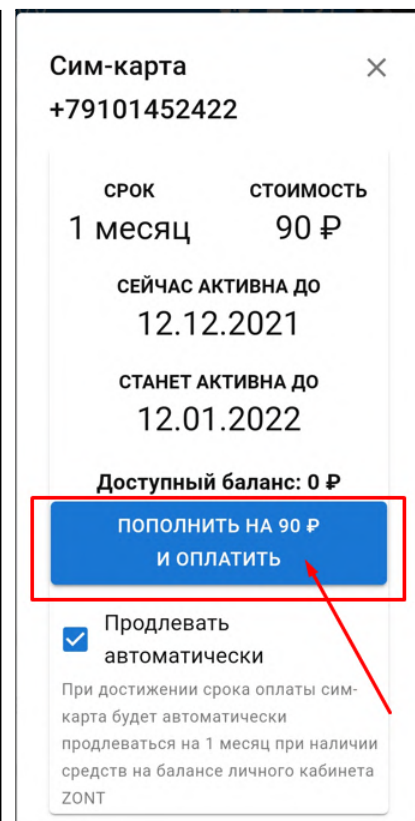 Сим-карта
+79101452422
СРОК СТОИМОСТЬ
1 месяц 90 ₽
СЕЙЧАС АКТИВНА ДО
12.12.2021
СТАНЕТ АКТИВНА ДО
12.01.2022
Доступный баланс: 0 ₽
ПОПОЛНИТЬ НА 90 ₽
И ОПЛАТИТЬ
Продлевать
автоматически
При достижении срока оплаты сим-
карта будет автоматически
продлеваться на 1 месяц при наличии
средств на балансе личного кабинета
ZONT